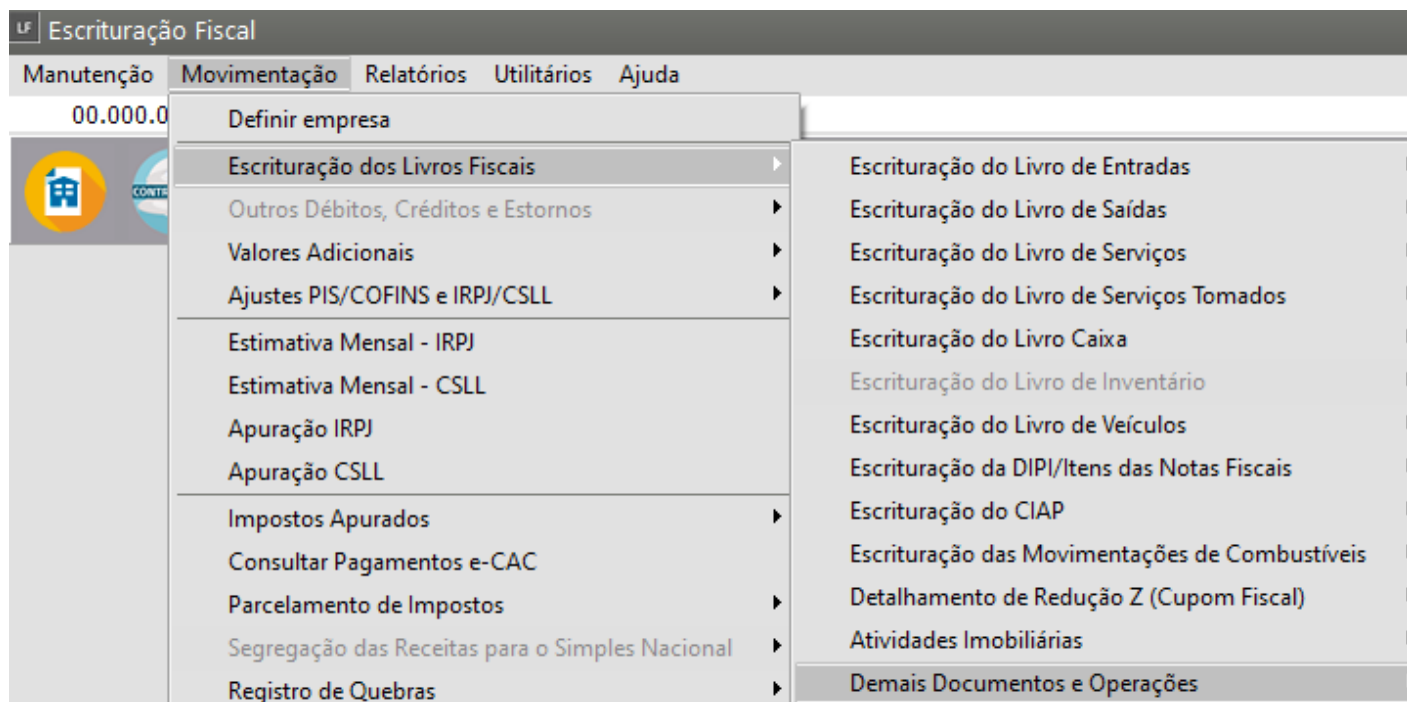 LF Escrituração Fiscal
Manutenção Movimentação Relatórios Utilitários Ajuda
00.000.0
Definir empresa
Escrituração dos Livros Fiscais
Outros Débitos, Créditos e Estornos
Valores Adicionais
Ajustes PIS/COFINS e IRPJ/CSLL
Estimativa Mensal - IRPJ
Estimativa Mensal - CSLL
Apuração IRPJ
Apuração CSLL
Impostos Apurados
Consultar Pagamentos e-CAC
Parcelamento de Impostos
Segregação das Receitas para o Simples Nacional
Registro de Quebras
Escrituração do Livro de Entradas
Escrituração do Livro de Saídas
Escrituração do Livro de Serviços
Escrituração do Livro de Serviços Tomados
Escrituração do Livro Caixa
Escrituração do Livro de Inventário
Escrituração do Livro de Veículos
Escrituração da DIPI/Itens das Notas Fiscais
Escrituração do CIAP
Escrituração das Movimentações de Combustíveis
Detalhamento de Redução Z (Cupom Fiscal)
Atividades Imobiliárias
Demais Documentos e Operações